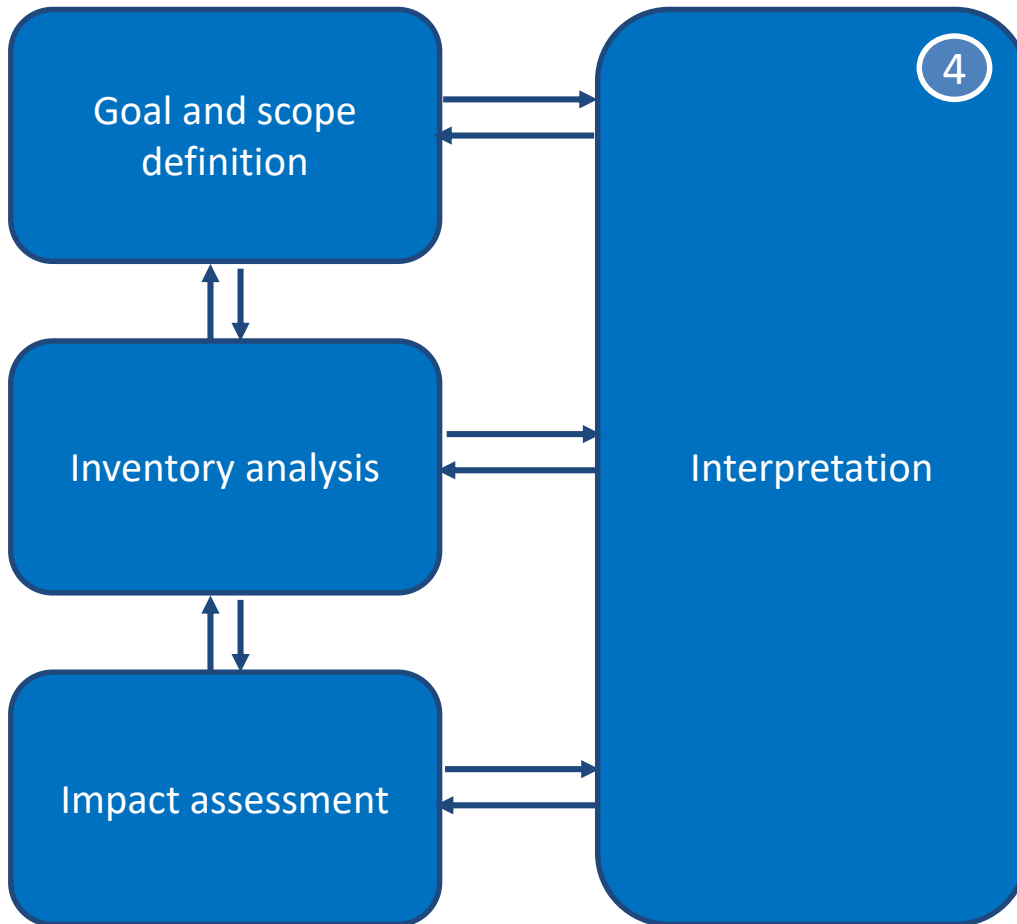 Goal and scope
definition
4
Inventory analysis
Interpretation
Impact assessment